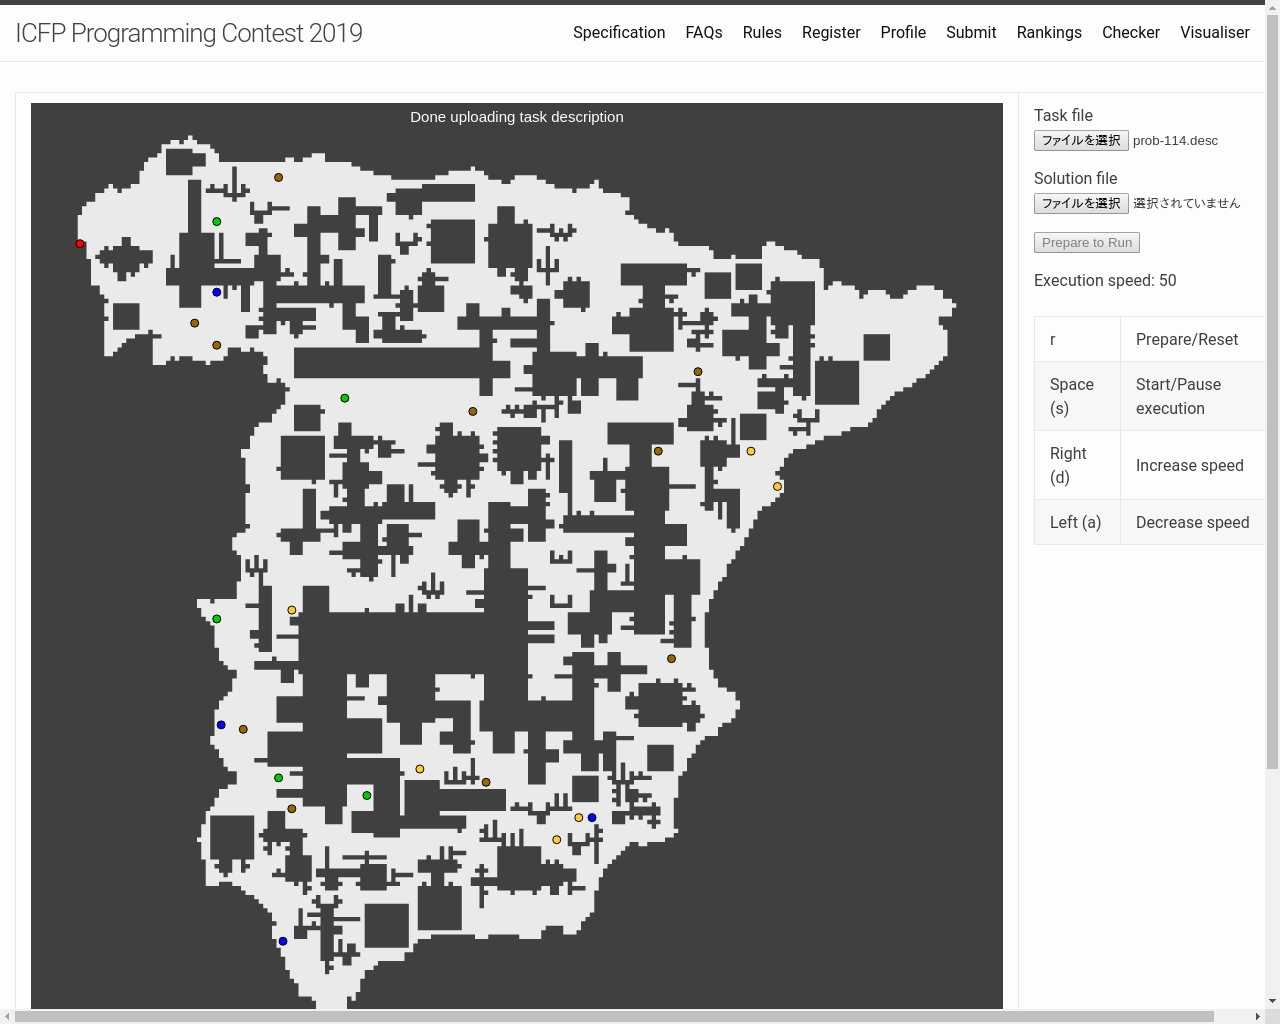 ICFP Programming Contest 2019
Specification FAQs Rules Register Profile Submit Rankings Checker Visualiser
Done uploading task description
Task file
ファイルを選択 prob-114.desc
Solution file
ファイルを選択 選択されていません
Prepare to Run
Execution speed: 50
r Prepare/Reset
Space (s) Start/Pause execution
Right (d) Increase speed
Left (a) Decrease speed